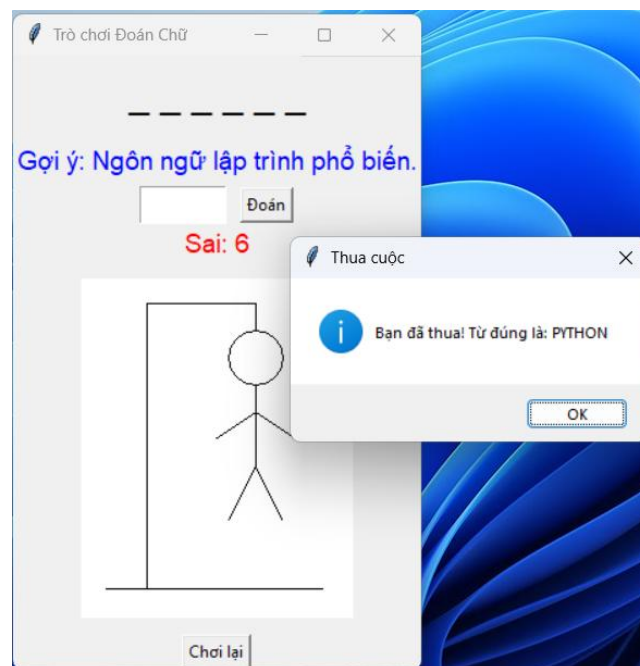 Trò chơi Đoán Chữ
_ _ _ _ _ _
Gợi ý: Ngôn ngữ lập trình phổ biến.
Đoán
Sai: 6
Thua cuộc
Bạn đã thua! Từ đúng là: PYTHON
OK
Chơi lại